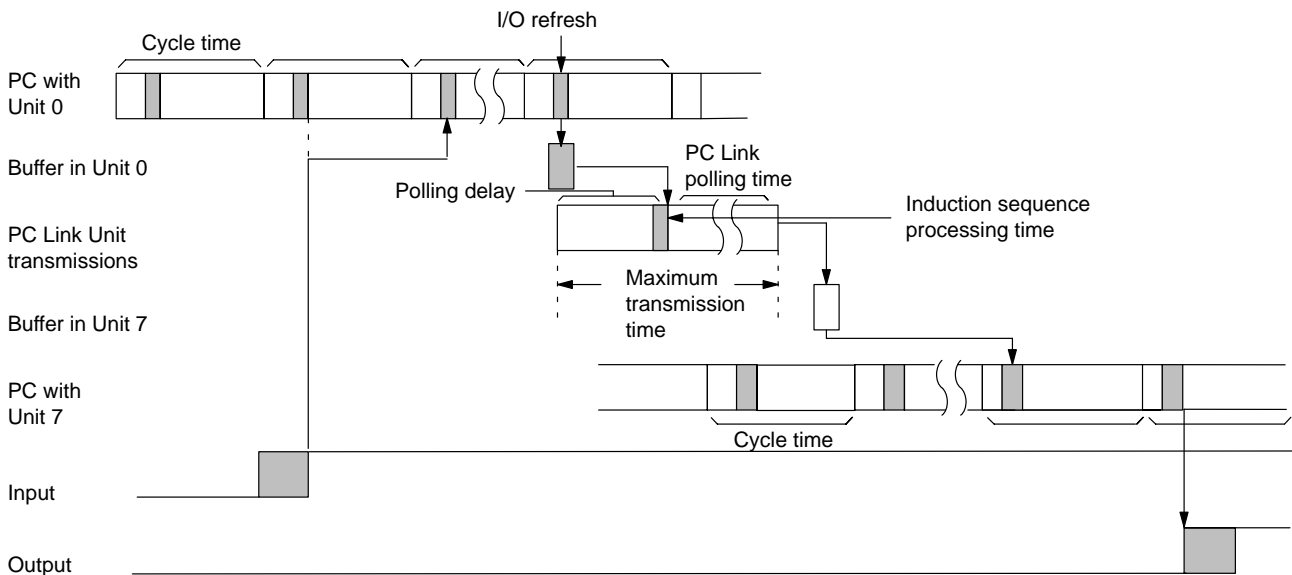 I/O refresh
Cycle time
PC with
Unit 0
Buffer in Unit 0
PC Link
polling time
Polling delay
Induction sequence
processing time
PC Link Unit
transmissions
Maximum
transmission
time
Buffer in Unit 7
PC with
Unit 7
Cycle time
Input
Output